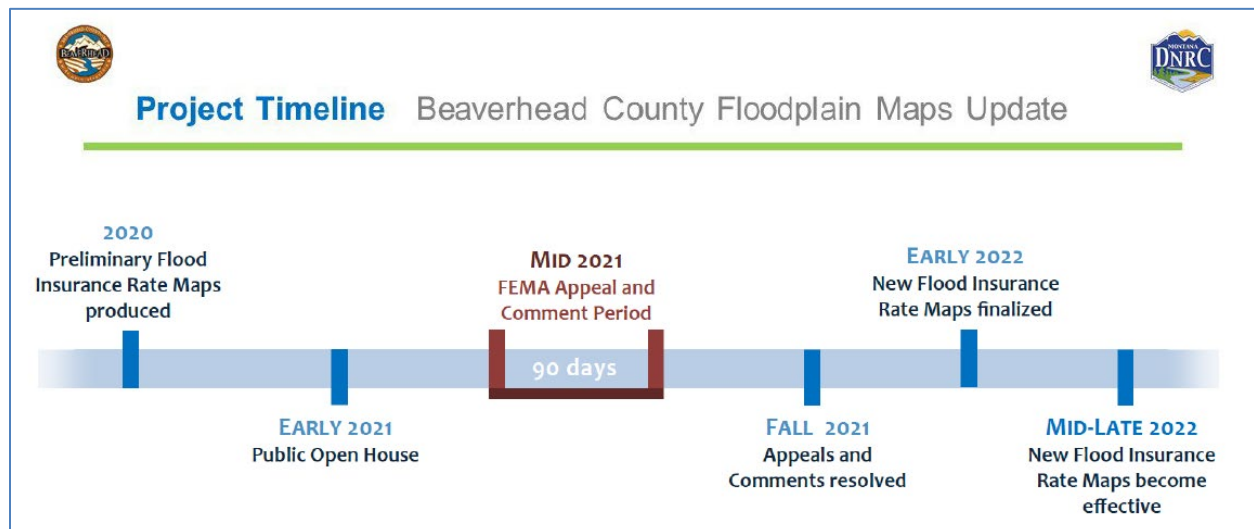 BEAVERHEAD
MONTANA
DNRC
Project Timeline Beaverhead County Floodplain Maps Update
2020
Preliminary Flood
Insurance Rate Maps
produced
EARLY 2021
Public Open House
MID 2021
FEMA Appeal and
Comment Period
90 days
FALL 2021
Appeals and
Comments resolved
EARLY 2022
New Flood Insurance
Rate Maps finalized
MID-LATE 2022
New Flood Insurance
Rate Maps become
effective